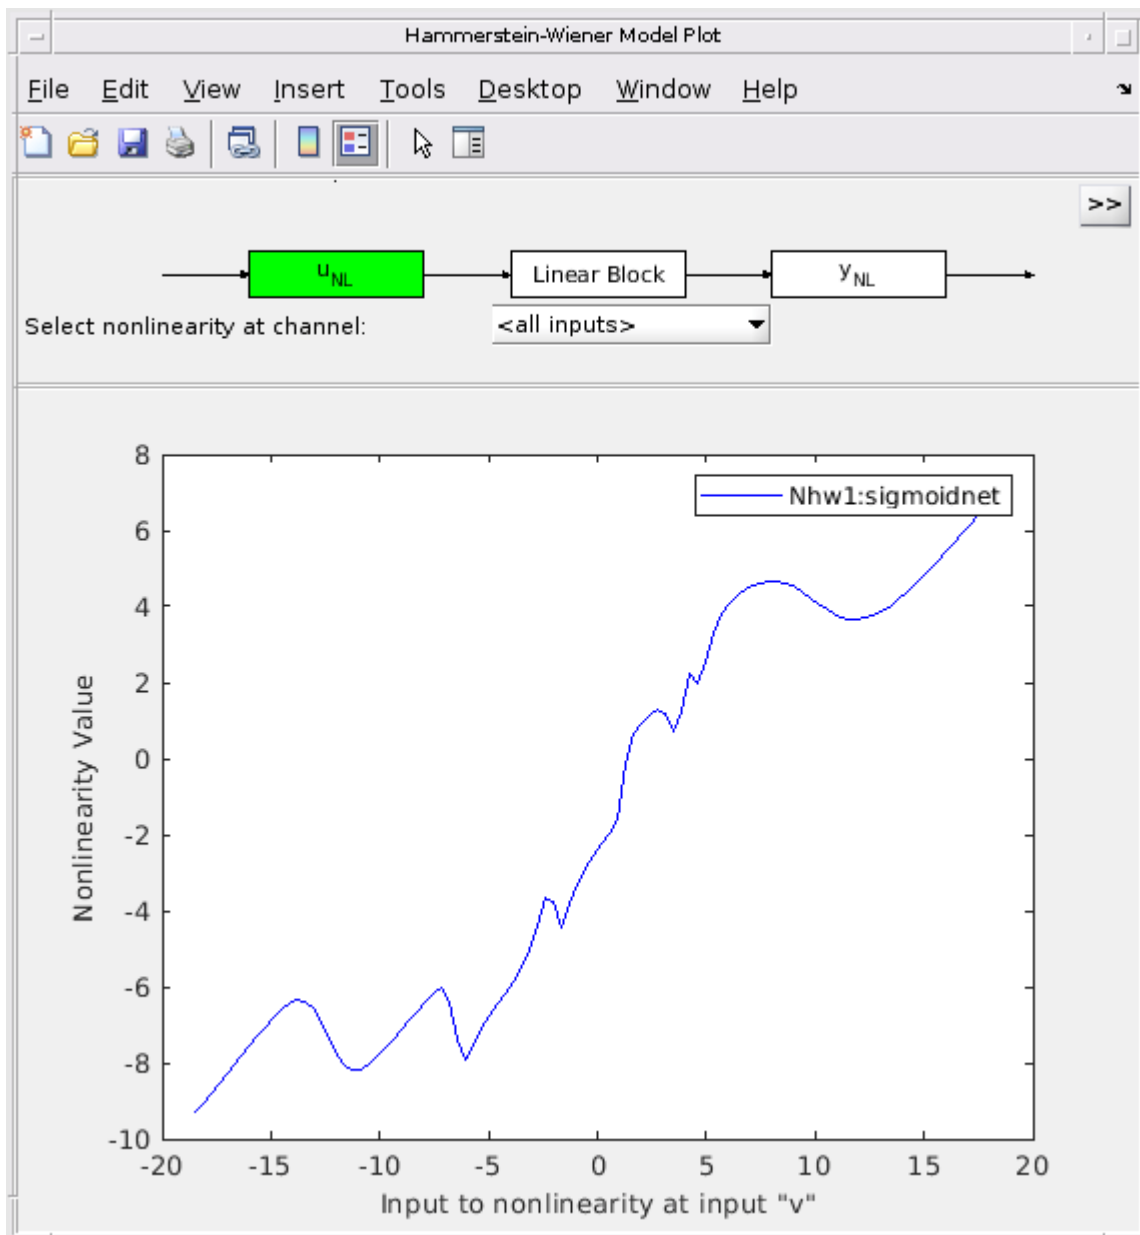 Hammerstein-Wiener Model Plot
File Edit View Insert Tools Desktop Window Help
>>
uNL Linear Block yNL
Select nonlinearity at channel: <all inputs>
Nhw1:sigmoidnet
8
6
4
2
0
-2
-4
-6
-8
-10
Nonlinearity Value
-20 -15 -10 -5 0 5 10 15 20
Input to nonlinearity at input "v"